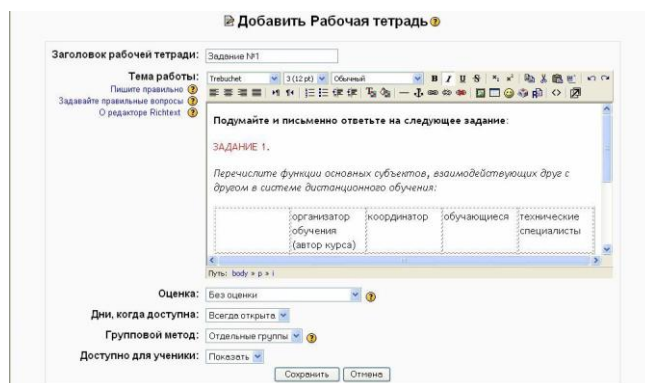 Добавить Рабочая тетрадь
Заголовок рабочей тетради: Задание №1
Тема работы:
Пишите правильно
Задавайте правильные вопросы
О редакторе Richtext
Trebuchet 3 (12 pt) Обычный B I U S
Подумайте и письменно ответьте на следующее задание:
ЗАДАНИЕ 1.
Перечислите функции основных субъектов, взаимодействующих друг с
другом в системе дистанционного обучения:
организатор координатор обучающиеся технические
обучения специалисты
(автор курса)
Путь: body » p » i
Оценка: Без оценки
Дни, когда доступна: Всегда открыта
Групповой метод: Отдельные группы
Доступно для ученики: Показать
Сохранить Отмена